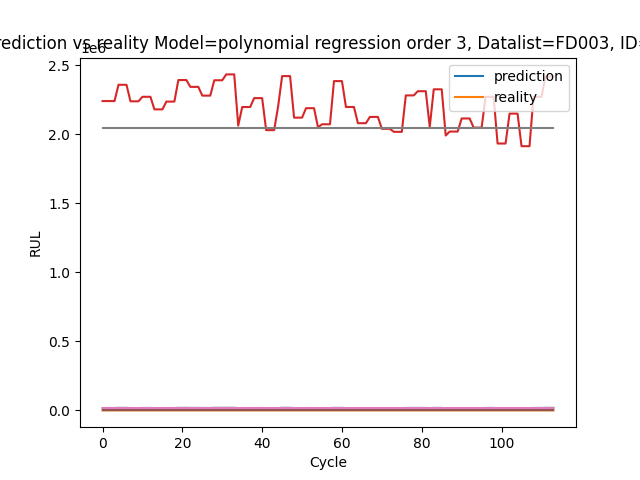 rediction vs reality Model=polynomial regression order 3, Datalist=FD003, ID=
1e6
2.5
2.0
1.5
1.0
0.5
0.0
RUL
prediction
reality
0 20 40 60 80 100
Cycle